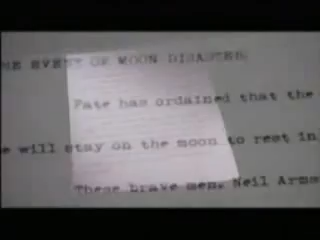 HE EVENT OF MOON DISASTER
Fate has ordained that the
e will stay on the moon to rest in
These brave men, Neil Arms